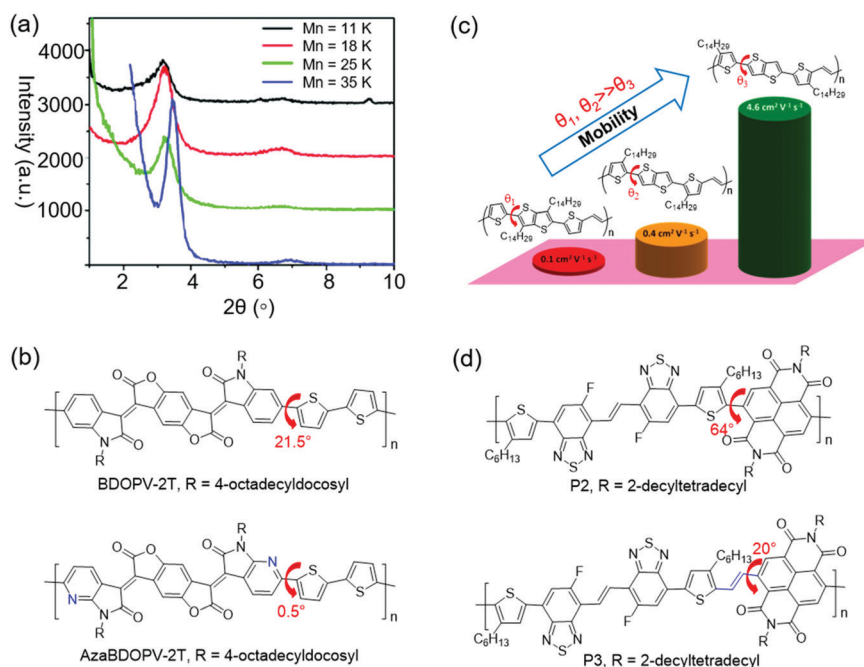 (a)
Mn = 11 K
Mn = 18 K
Mn = 25 K
Mn = 35 K
Intensity (a.u.)
4000
3000
2000
1000
2 4 6 8 10
2θ (○)
(c)
θ₁, θ₂>>θ₃
Mobility
C₁₄H₂₉
S
S
S
S
θ₃
C₁₄H₂₉
n
4.6 cm² V⁻¹ s⁻¹
C₁₄H₂₉
S
S
S
S
θ₂
C₁₄H₂₉
n
0.4 cm² V⁻¹ s⁻¹
θ₁
C₁₄H₂₉
S
S
S
S
C₁₄H₂₉
n
0.1 cm² V⁻¹ s⁻¹
(b)
R
O O O N
S
S
n
N O O O
R
21.5°
BDOPV-2T, R = 4-octadecyldocosyl
R
O O O N
N
S
S
n
N N O O O
R
0.5°
AzaBDOPV-2T, R = 4-octadecyldocosyl
(d)
R
O N O
S
N N
C₆H₁₃
F
S
S
n
64°
F
C₆H₁₃
N N
S
O N O
R
P2, R = 2-decyltetradecyl
R
O N O
S
N N
C₆H₁₃
20°
F
S
S
n
F
C₆H₁₃
N N
S
O N O
R
P3, R = 2-decyltetradecyl